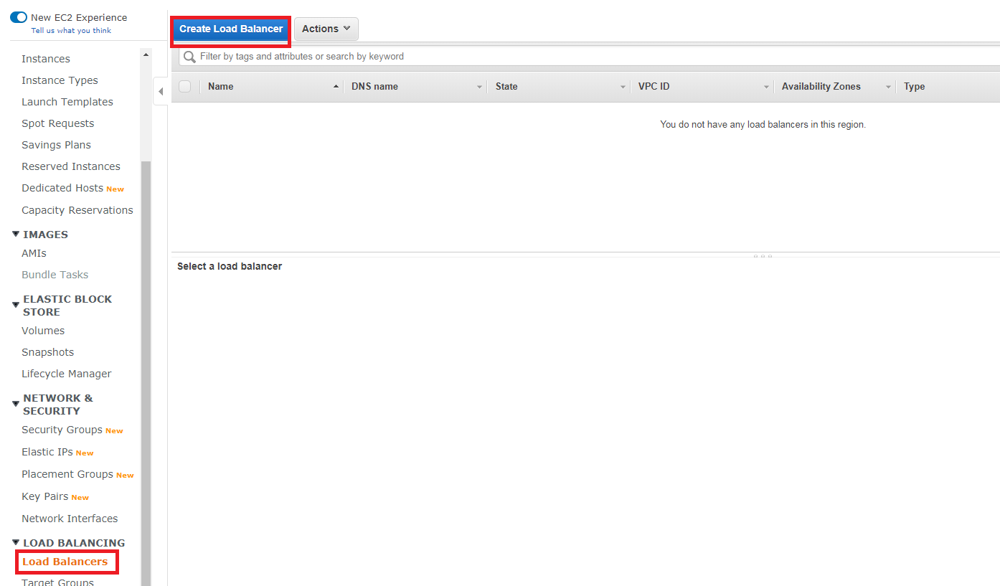 New EC2 Experience
Tell us what you think
Instances
Instance Types
Launch Templates
Spot Requests
Savings Plans
Reserved Instances
Dedicated Hosts New
Capacity Reservations
IMAGES
AMIs
Bundle Tasks
ELASTIC BLOCK
STORE
Volumes
Snapshots
Lifecycle Manager
NETWORK &
SECURITY
Security Groups New
Elastic IPs New
Placement Groups New
Key Pairs New
Network Interfaces
LOAD BALANCING
Load Balancers
Target Groups
Create Load Balancer Actions
Filter by tags and attributes or search by keyword
Name DNS name State VPC ID Availability Zones Type
You do not have any load balancers in this region.
Select a load balancer